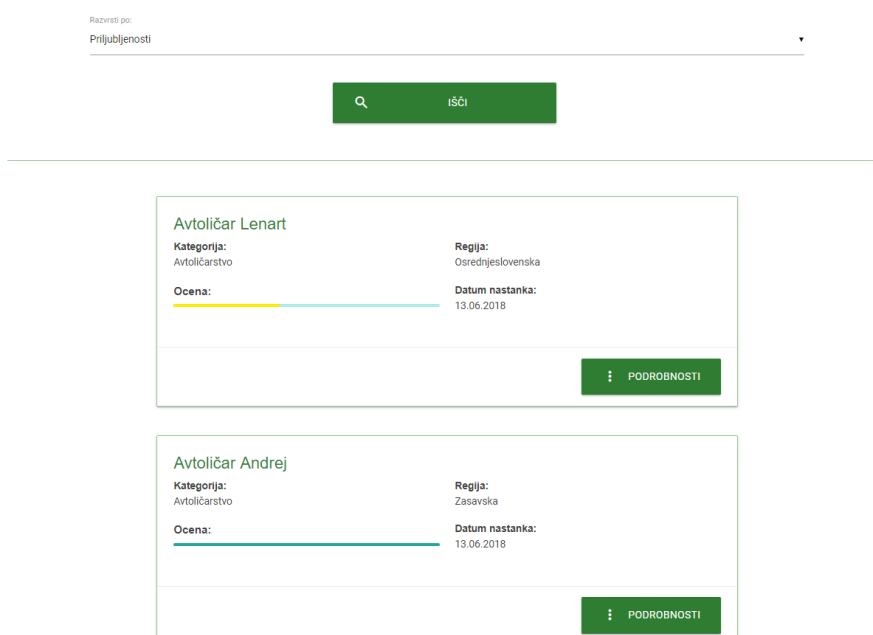 Razvrsti po:
Priljubljenosti
IŠČI
Avtoličar Lenart
Kategorija:
Avtoličarstvo
Regija:
Osrednjeslovenska
Ocena:
Datum nastanka:
13.06.2018
PODROBNOSTI
Avtoličar Andrej
Kategorija:
Avtoličarstvo
Regija:
Zasavska
Ocena:
Datum nastanka:
13.06.2018
PODROBNOSTI